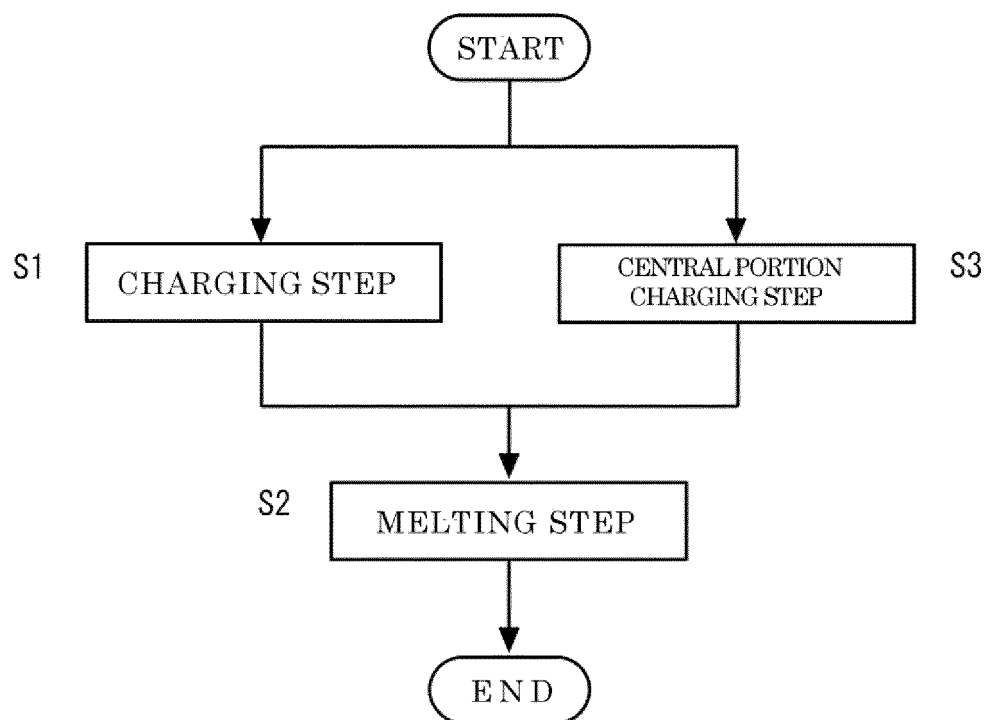 START
S1
CHARGING STEP
CENTRAL PORTION
CHARGING STEP
S3
S2
MELTING STEP
END